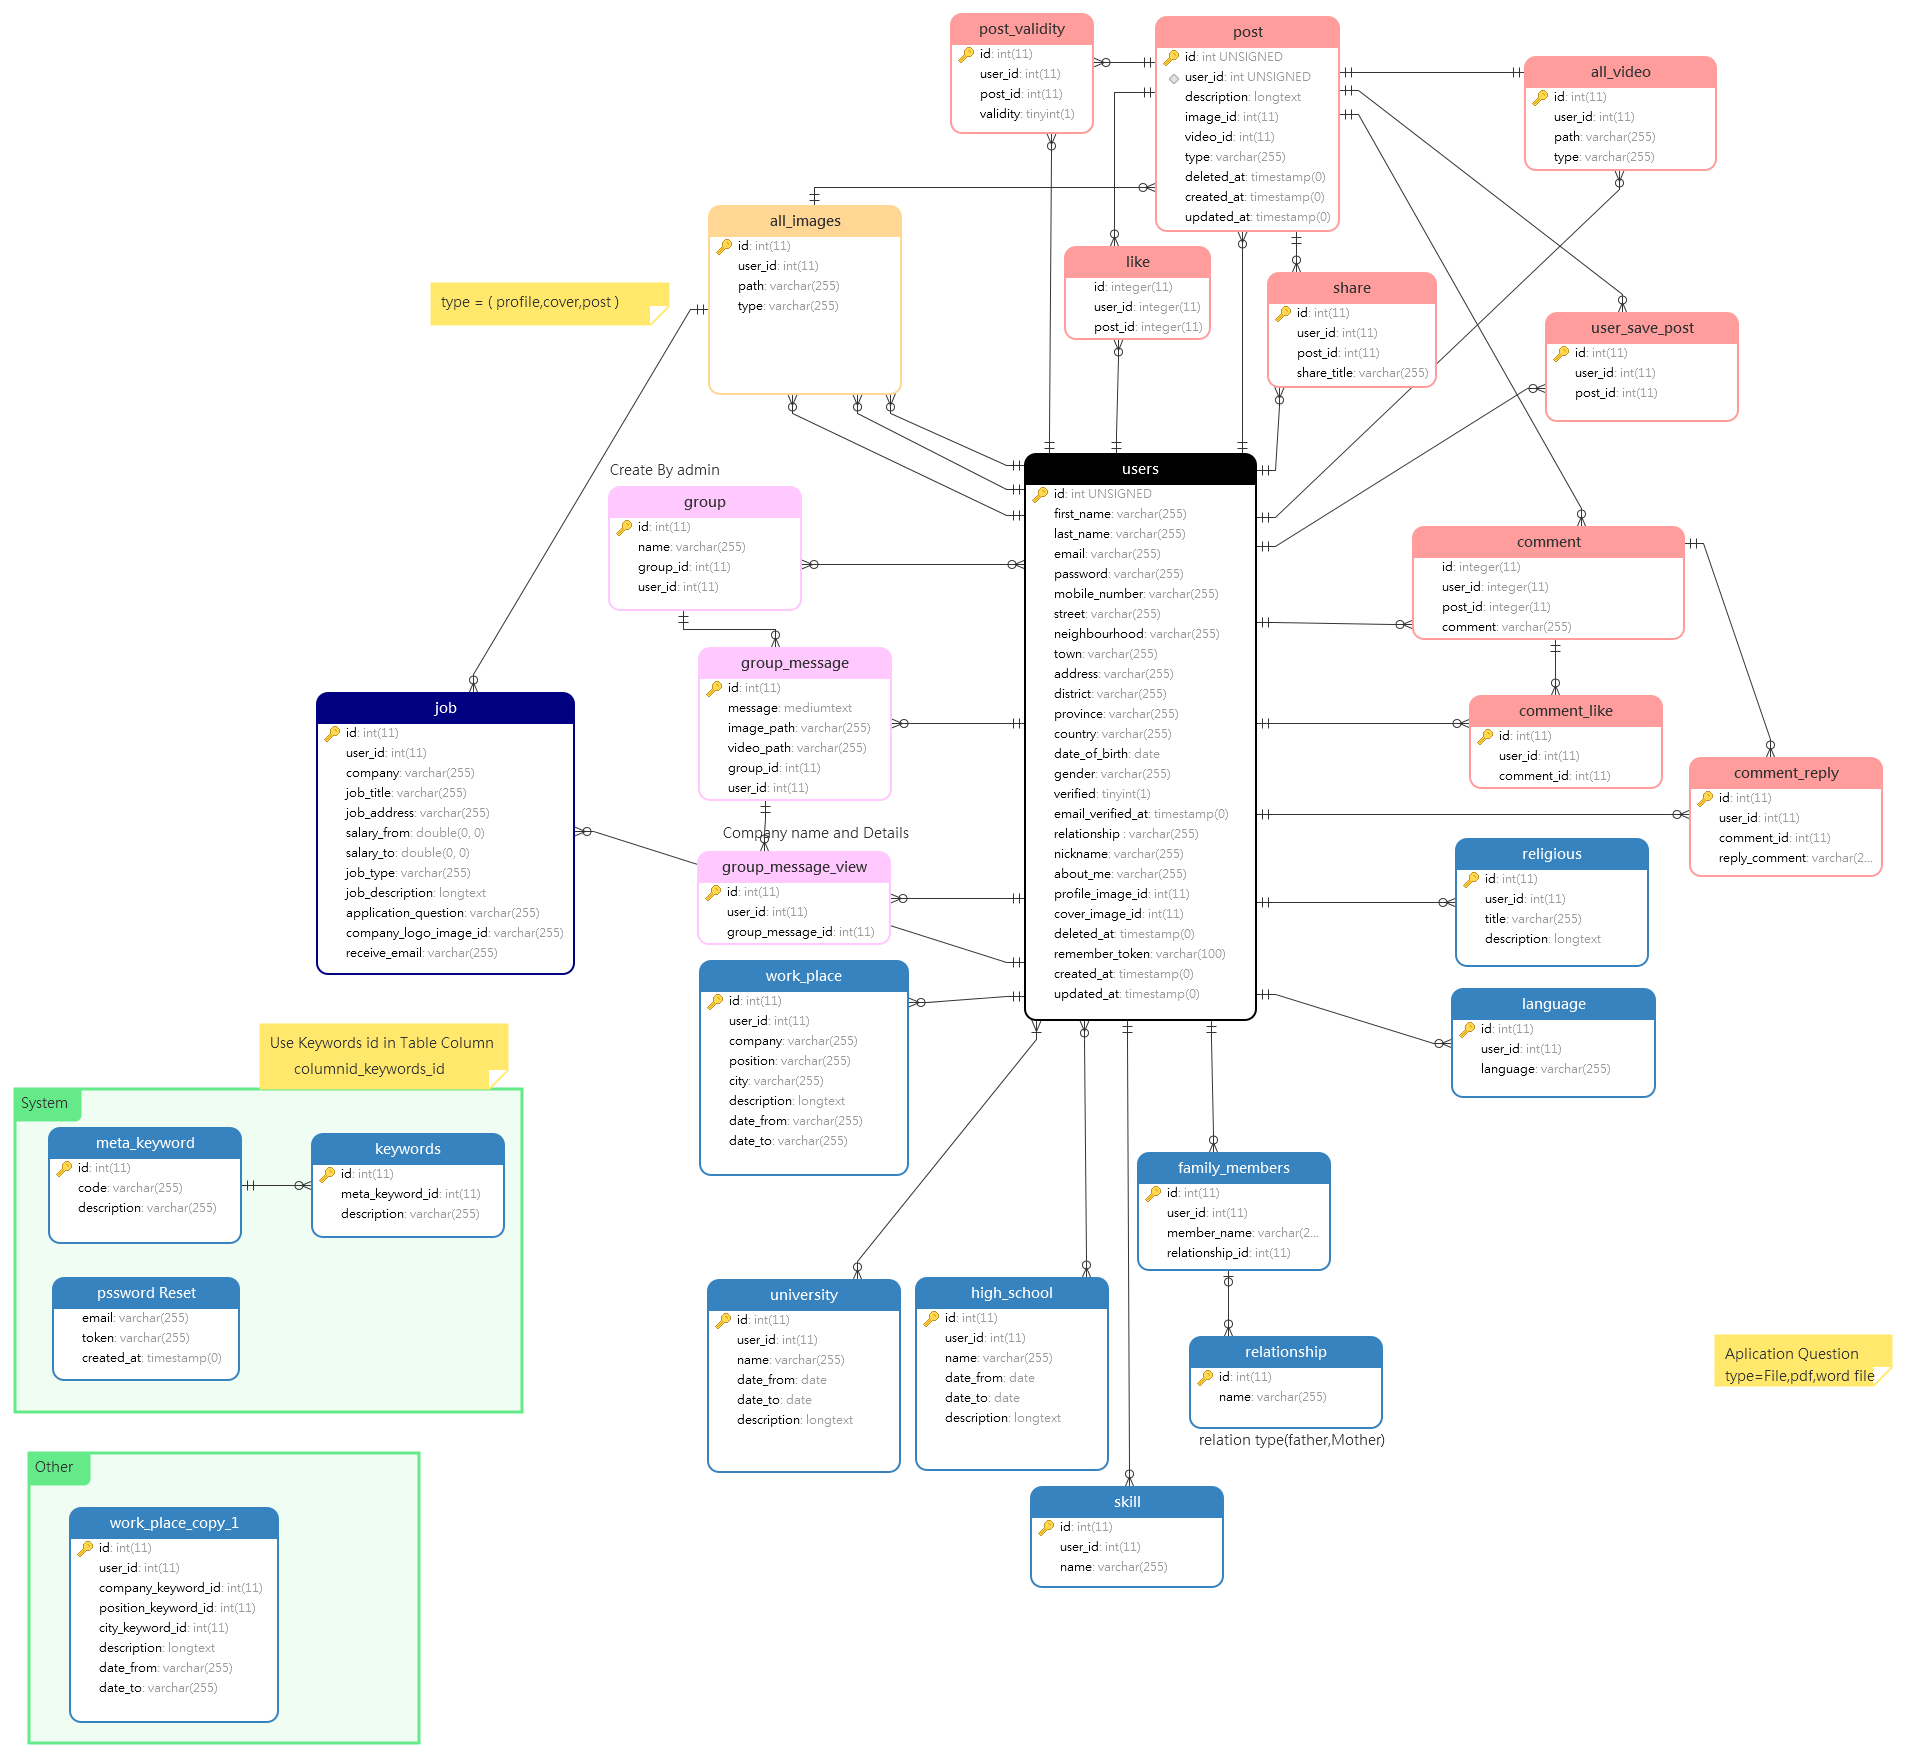 post_validity
id: int(11)
user_id: int(11)
post_id: int(11)
validity: tinyint(1)
post
id: int UNSIGNED
user_id: int UNSIGNED
description: longtext
image_id: int(11)
video_id: int(11)
type: varchar(255)
deleted_at: timestamp(0)
created_at: timestamp(0)
updated_at: timestamp(0)
all_video
id: int(11)
user_id: int(11)
path: varchar(255)
type: varchar(255)
all_images
id: int(11)
user_id: int(11)
path: varchar(255)
type: varchar(255)
type = ( profile,cover,post )
like
id: integer(11)
user_id: integer(11)
post_id: integer(11)
share
id: int(11)
user_id: int(11)
post_id: int(11)
share_title: varchar(255)
user_save_post
id: int(11)
user_id: int(11)
post_id: int(11)
Create By admin
group
id: int(11)
name: varchar(255)
group_id: int(11)
user_id: int(11)
users
id: int UNSIGNED
first_name: varchar(255)
last_name: varchar(255)
email: varchar(255)
password: varchar(255)
mobile_number: varchar(255)
street: varchar(255)
neighbourhood: varchar(255)
town: varchar(255)
address: varchar(255)
district: varchar(255)
province: varchar(255)
country: varchar(255)
date_of_birth: date
gender: varchar(255)
verified: tinyint(1)
email_verified_at: timestamp(0)
relationship : varchar(255)
nickname: varchar(255)
about_me: varchar(255)
profile_image_id: int(11)
cover_image_id: int(11)
deleted_at: timestamp(0)
remember_token: varchar(100)
created_at: timestamp(0)
updated_at: timestamp(0)
comment
id: integer(11)
user_id: integer(11)
post_id: integer(11)
comment: varchar(255)
group_message
id: int(11)
message: mediumtext
image_path: varchar(255)
video_path: varchar(255)
group_id: int(11)
user_id: int(11)
job
id: int(11)
user_id: int(11)
company: varchar(255)
job_title: varchar(255)
job_address: varchar(255)
salary_from: double(0, 0)
salary_to: double(0, 0)
job_type: varchar(255)
job_description: longtext
application_question: varchar(255)
company_logo_image_id: varchar(255)
receive_email: varchar(255)
comment_like
id: int(11)
user_id: int(11)
comment_id: int(11)
comment_reply
id: int(11)
user_id: int(11)
comment_id: int(11)
reply_comment: varchar(2...
Company name and Details
group_message_view
id: int(11)
user_id: int(11)
group_message_id: int(11)
religious
id: int(11)
user_id: int(11)
title: varchar(255)
description: longtext
work_place
id: int(11)
user_id: int(11)
company: varchar(255)
position: varchar(255)
city: varchar(255)
description: longtext
date_from: varchar(255)
date_to: varchar(255)
language
id: int(11)
user_id: int(11)
language: varchar(255)
Use Keywords id in Table Column
columnid_keywords_id
System
meta_keyword
id: int(11)
code: varchar(255)
description: varchar(255)
keywords
id: int(11)
meta_keyword_id: int(11)
description: varchar(255)
pssword Reset
email: varchar(255)
token: varchar(255)
created_at: timestamp(0)
family_members
id: int(11)
user_id: int(11)
member_name: varchar(2...
relationship_id: int(11)
university
id: int(11)
user_id: int(11)
name: varchar(255)
date_from: date
date_to: date
description: longtext
high_school
id: int(11)
user_id: int(11)
name: varchar(255)
date_from: date
date_to: date
description: longtext
relationship
id: int(11)
name: varchar(255)
relation type(father,Mother)
Aplication Question
type=File,pdf,word file
skill
id: int(11)
user_id: int(11)
name: varchar(255)
Other
work_place_copy_1
id: int(11)
user_id: int(11)
company_keyword_id: int(11)
position_keyword_id: int(11)
city_keyword_id: int(11)
description: longtext
date_from: varchar(255)
date_to: varchar(255)